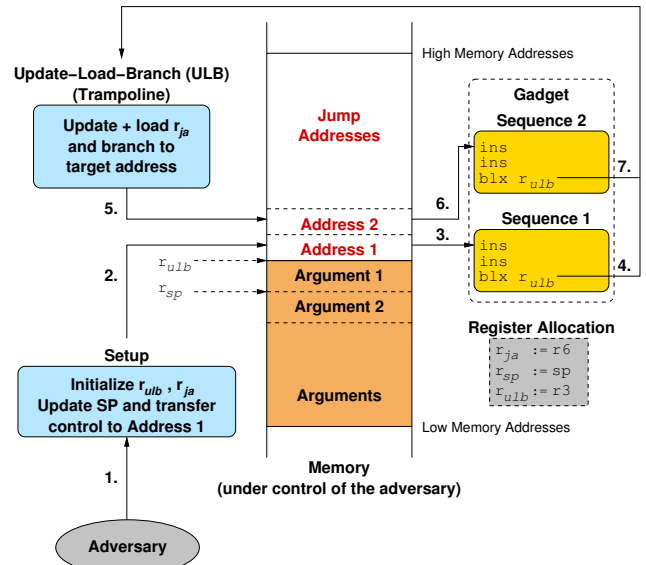 High Memory Addresses
Update−Load−Branch (ULB)
(Trampoline)
Update + load r_ja
and branch to
target address
Jump
Addresses
Gadget
Sequence 2
ins
ins
blx r_ulb
7.
5.
6.
Address 2
3.
Address 1
Sequence 1
ins
ins
blx r_ulb
4.
2.
r_ulb
Argument 1
r_sp
Argument 2
Setup
Initialize r_ulb , r_ja
Update SP and transfer
control to Address 1
Arguments
Register Allocation
r_ja := r6
r_sp := sp
r_ulb := r3
Low Memory Addresses
1.
Memory
(under control of the adversary)
Adversary